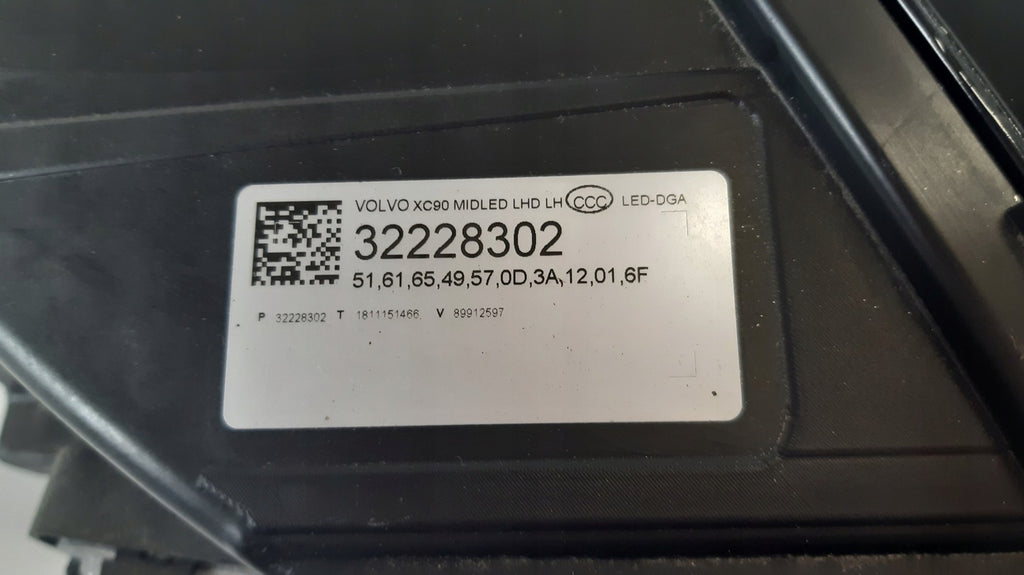 VOLVO XC90 MIDLED LHD LH CCC LED-DGA
32228302
51,61,65,49,57,0D,3A,12,01,6F
P 32228302 T 1811151466 V 89912597